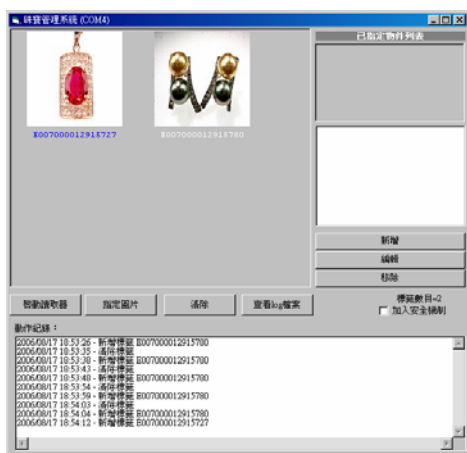 珠寶管理系統 (COM4)
已指定物件列表
E007000012915727
E007000012915780
新增
編輯
移除
啓動讀取器
指定圖片
清除
查看log檔案
標籤數目=2
加入安全機制
動作紀錄：
2006/08/17 18:53:26 - 新增標籤 E007000012915780
2006/08/17 18:53:35 - 清除標籤
2006/08/17 18:53:38 - 新增標籤 E007000012915780
2006/08/17 18:53:43 - 清除標籤
2006/08/17 18:53:48 - 新增標籤 E007000012915780
2006/08/17 18:53:54 - 清除標籤
2006/08/17 18:53:59 - 新增標籤 E007000012915780
2006/08/17 18:54:03 - 清除標籤
2006/08/17 18:54:04 - 新增標籤 E007000012915780
2006/08/17 18:54:12 - 新增標籤 E007000012915727